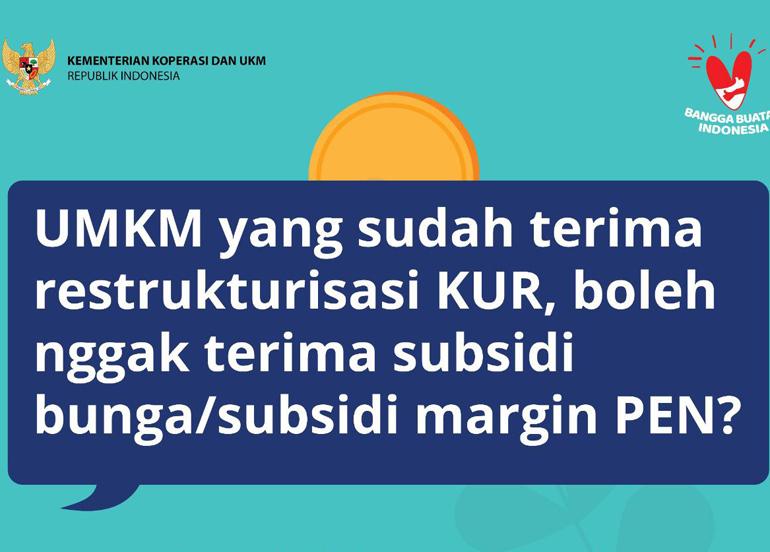 KEMENTERIAN KOPERASI DAN UKM
REPUBLIK INDONESIA
BANGGA BUATA
INDONESIA
UMKM yang sudah terima
restrukturisasi KUR, boleh
nggak terima subsidi
bunga/subsidi margin PEN?